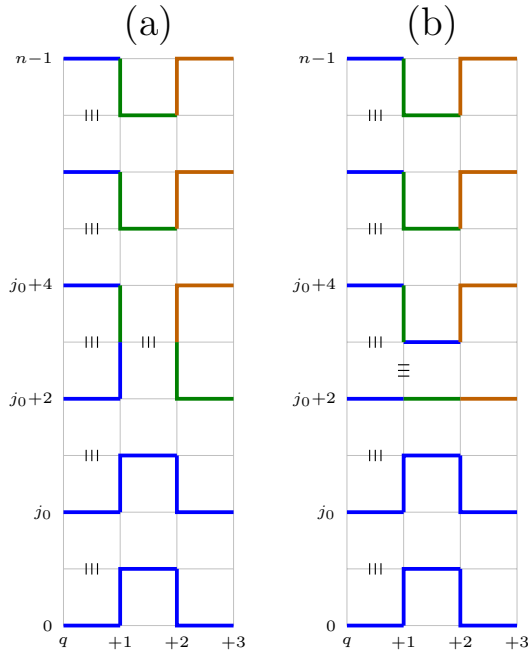 (a) (b)
n−1 n−1
j₀+4 j₀+4
j₀+2 j₀+2
j₀ j₀
0 0
q +1 +2 +3 q +1 +2 +3